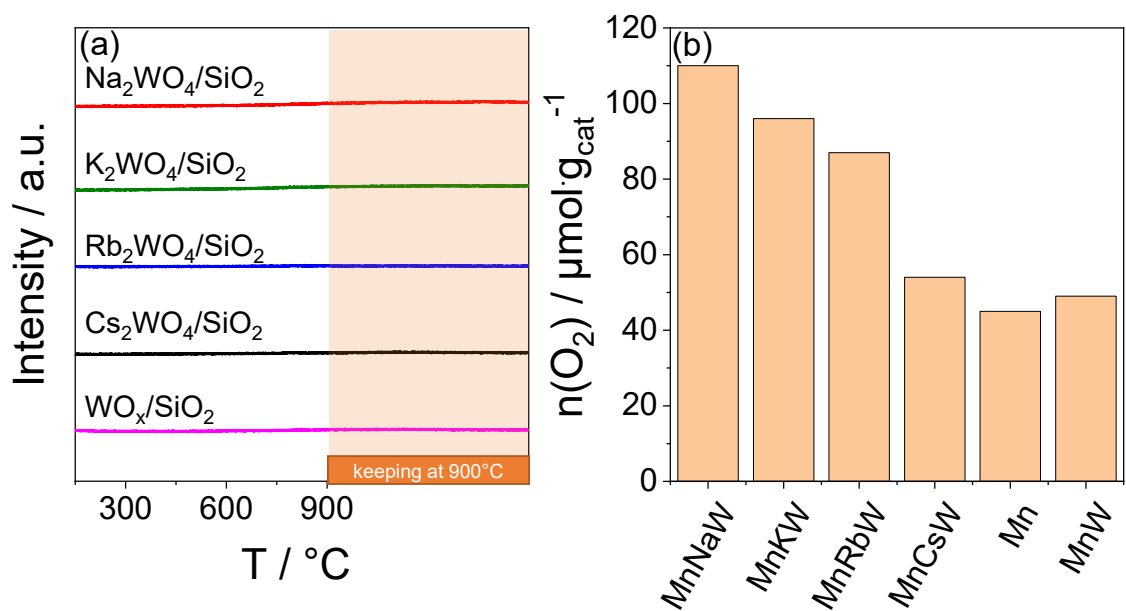 (a)
Na₂WO₄/SiO₂
K₂WO₄/SiO₂
Rb₂WO₄/SiO₂
Cs₂WO₄/SiO₂
WOₓ/SiO₂
keeping at 900°C
300 600 900
T / °C
Intensity / a.u.
(b)
120
100
80
60
40
20
0
n(O₂) / μmol·g_cat⁻¹
MnNaW
MnKW
MnRbW
MnCsW
Mn
MnW